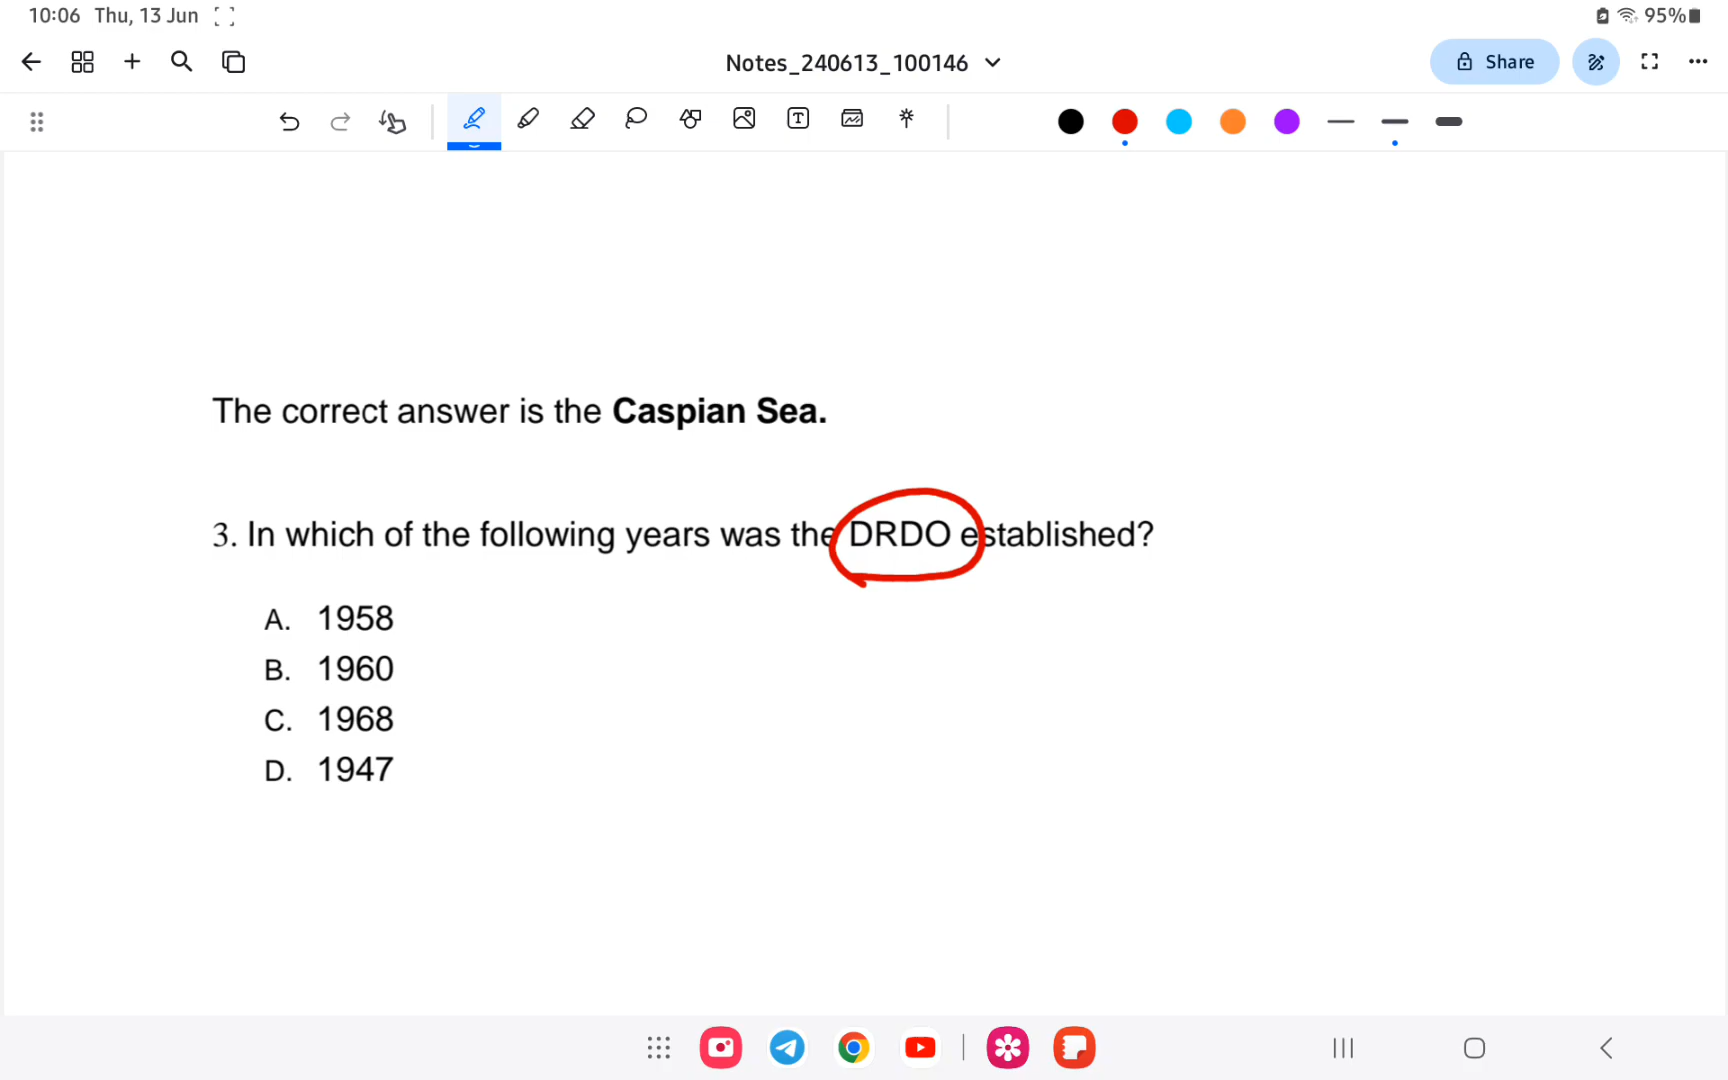 10:06 Thu, 13 Jun 95%
Notes_240613_100146
Share
The correct answer is the Caspian Sea.
3. In which of the following years was the DRDO established?
A. 1958
B. 1960
C. 1968
D. 1947